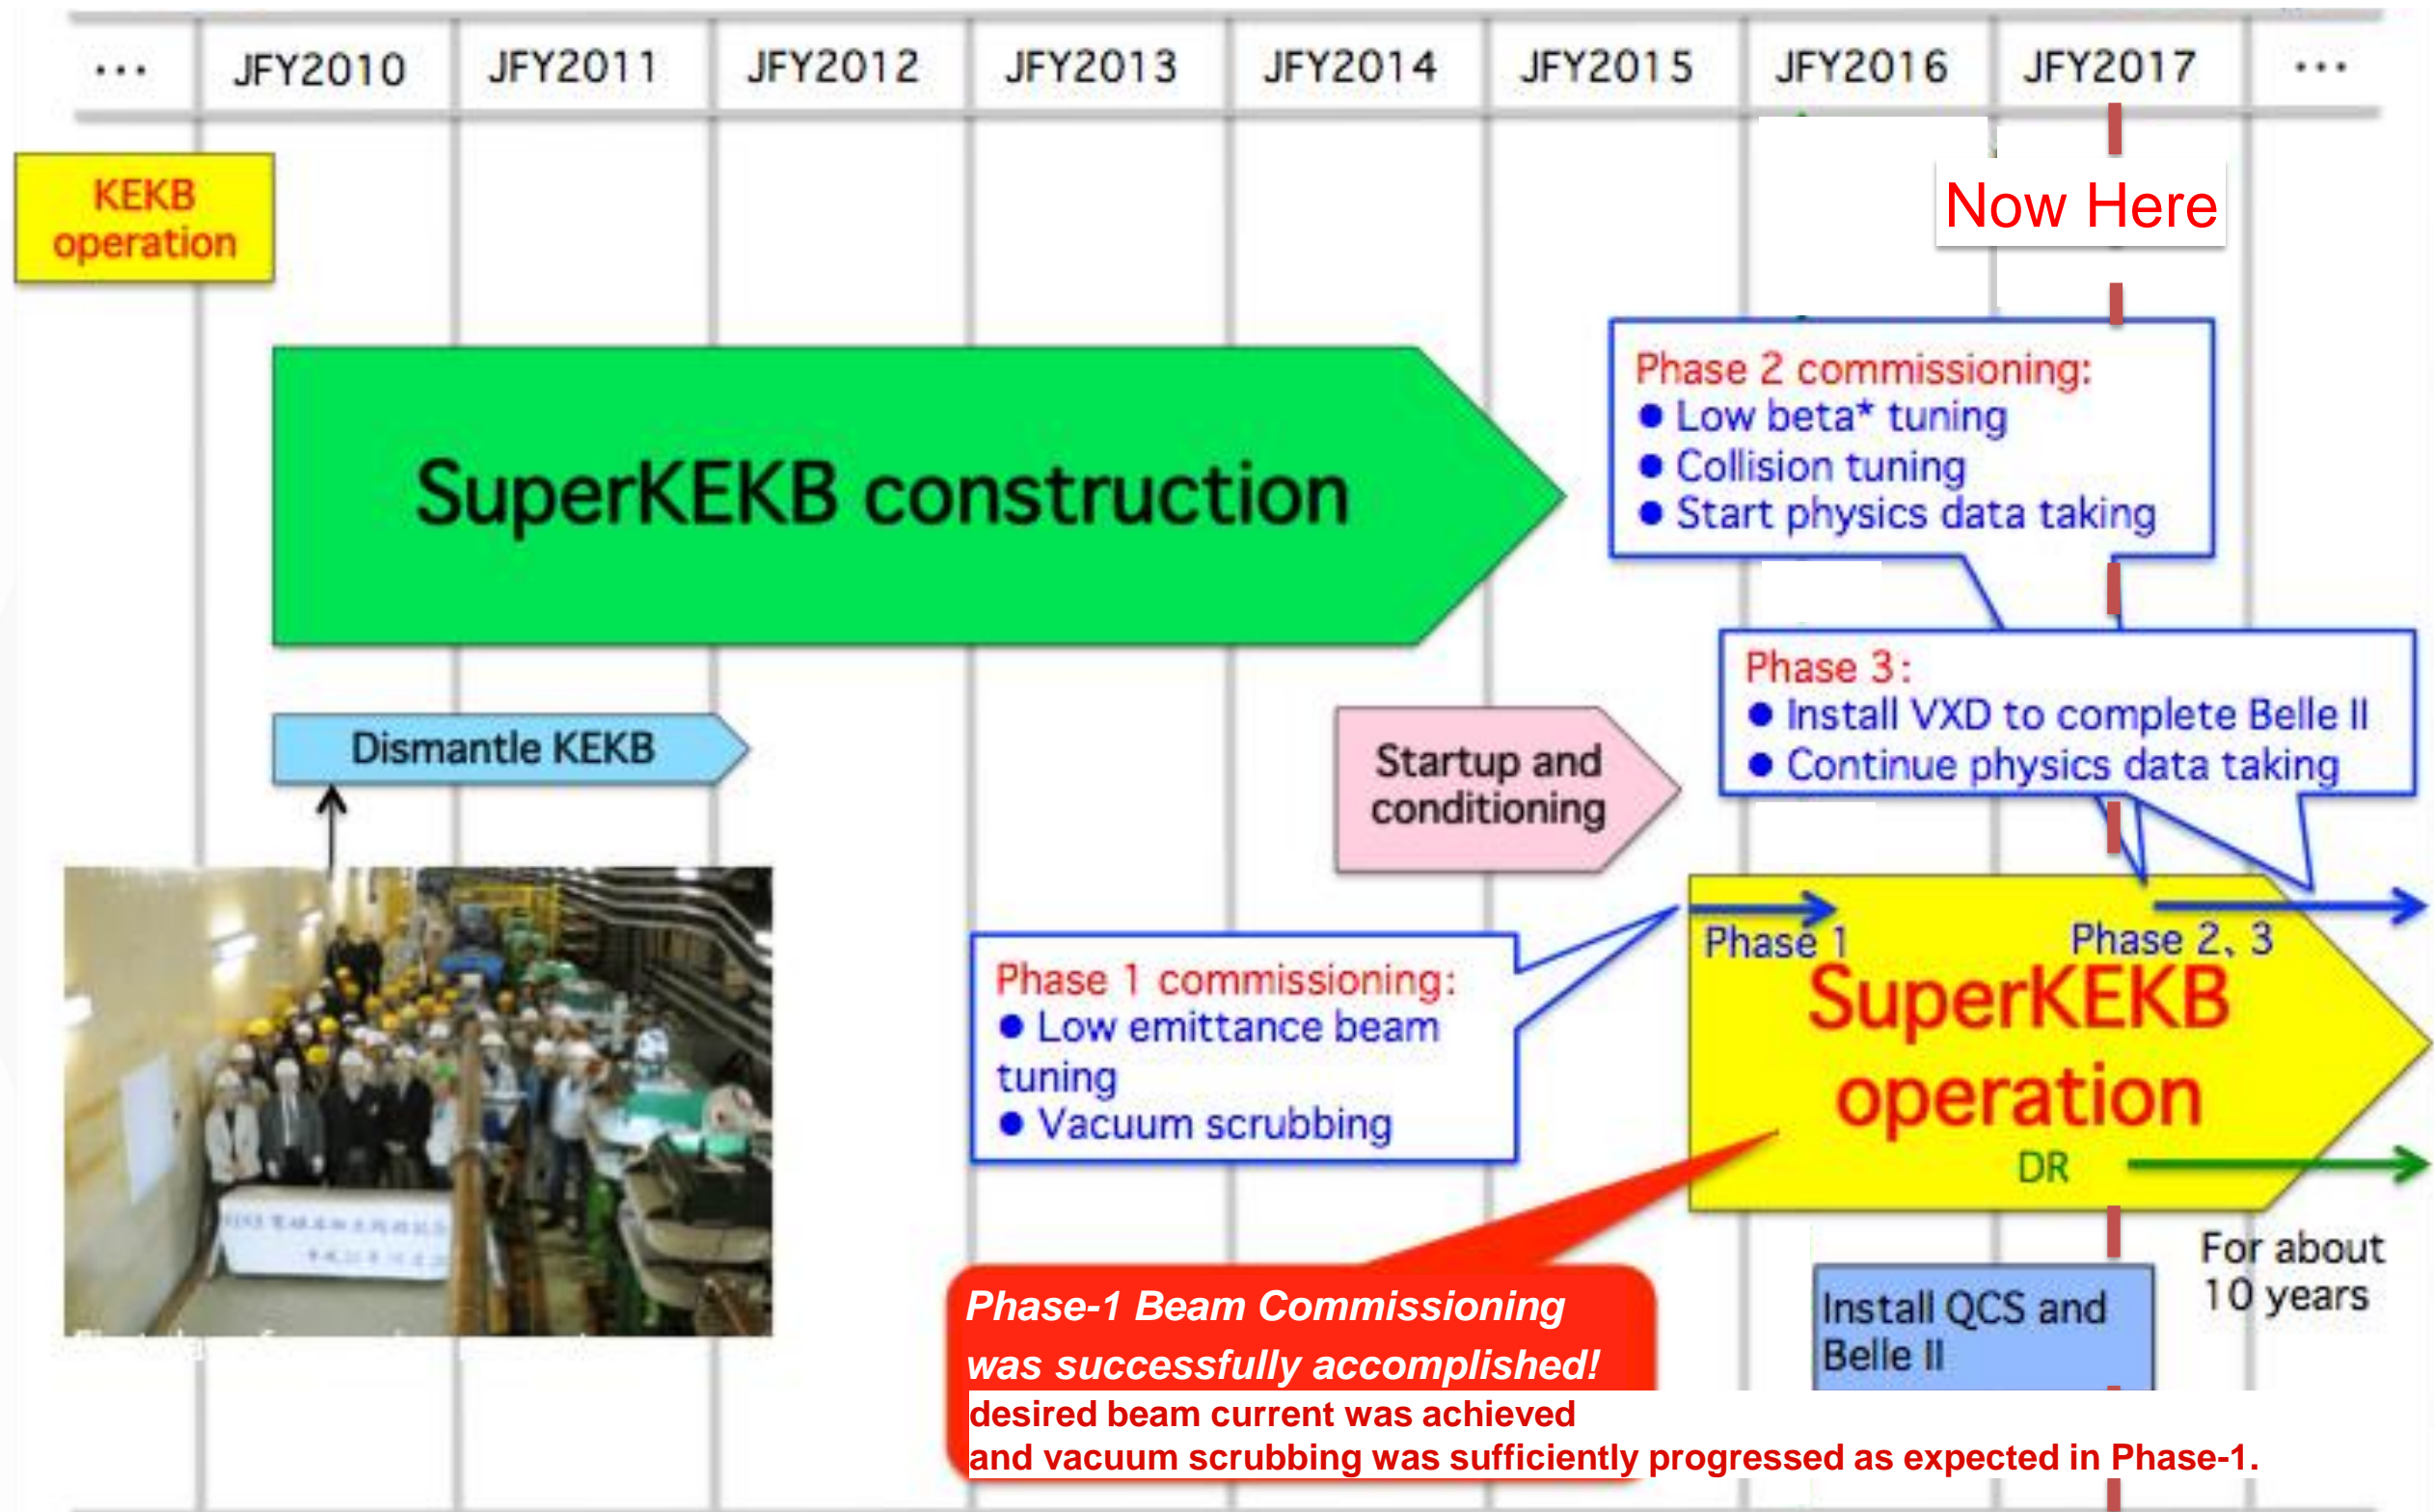 … JFY2010 JFY2011 JFY2012 JFY2013 JFY2014 JFY2015 JFY2016 JFY2017 …
KEKB
operation
Now Here
SuperKEKB construction
Phase 2 commissioning:
● Low beta* tuning
● Collision tuning
● Start physics data taking
Phase 3:
● Install VXD to complete Belle II
● Continue physics data taking
Dismantle KEKB
Startup and
conditioning
Phase 1
Phase 2, 3
Phase 1 commissioning:
● Low emittance beam
tuning
● Vacuum scrubbing
SuperKEKB
operation
DR
For about
10 years
Install QCS and
Belle II
Phase-1 Beam Commissioning
was successfully accomplished!
desired beam current was achieved
and vacuum scrubbing was sufficiently progressed as expected in Phase-1.